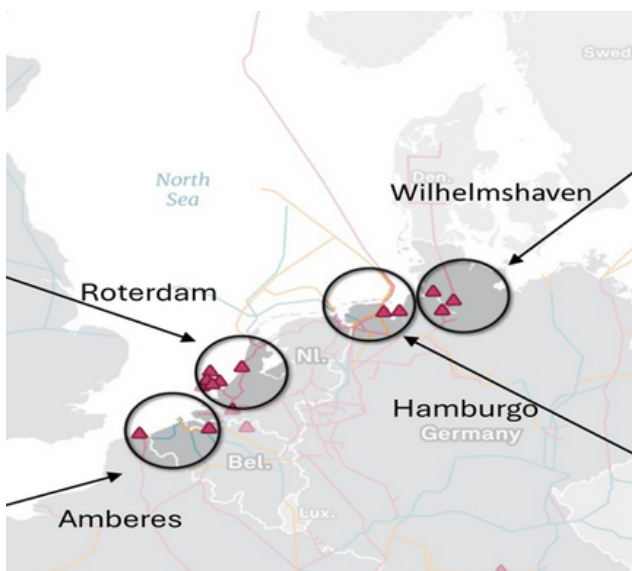 Swed
North
Sea
Den.
Wilhelmshaven
Roterdam
Nl.
Hamburgo
Germany
Bel.
Amberes
Lux.